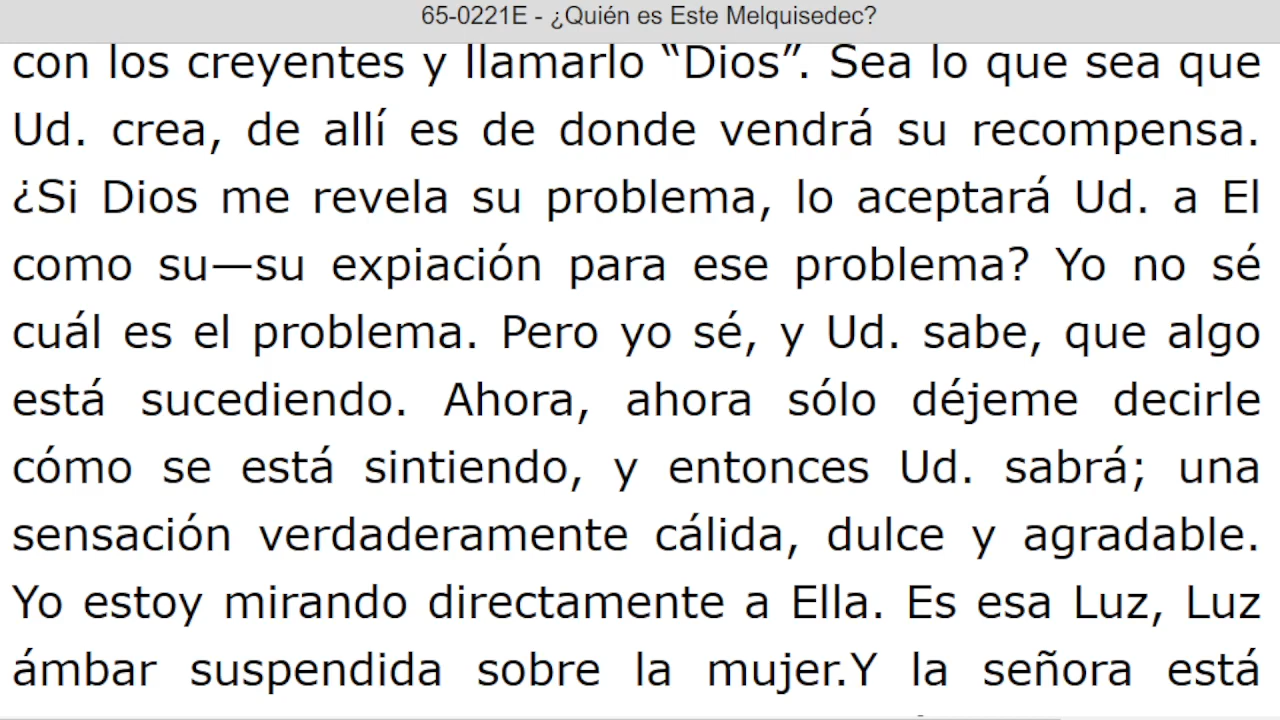 65-0221E - ¿Quién es Este Melquisedec?
con los creyentes y llamarlo “Dios”. Sea lo que sea que
Ud. crea, de allí es de donde vendrá su recompensa.
¿Si Dios me revela su problema, lo aceptará Ud. a El
como su—su expiación para ese problema? Yo no sé
cuál es el problema. Pero yo sé, y Ud. sabe, que algo
está sucediendo. Ahora, ahora sólo déjeme decirle
cómo se está sintiendo, y entonces Ud. sabrá; una
sensación verdaderamente cálida, dulce y agradable.
Yo estoy mirando directamente a Ella. Es esa Luz, Luz
ámbar suspendida sobre la mujer.Y la señora está